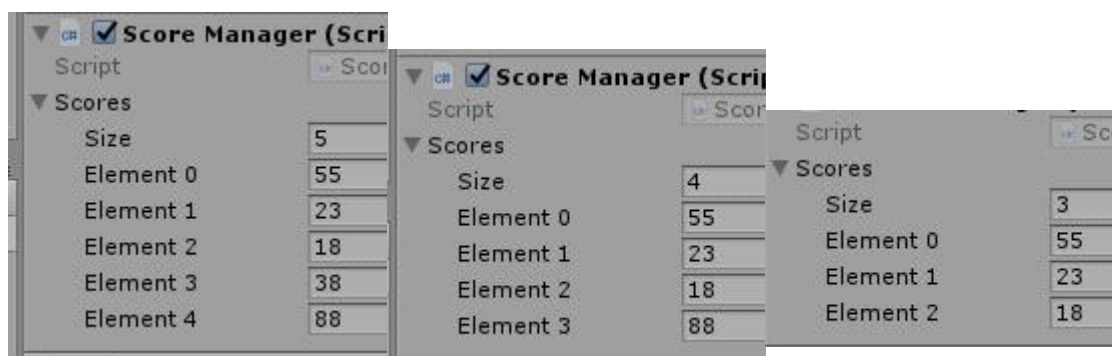 Score Manager (Scri
Script Scor
Scores
Size 5
Element 0 55
Element 1 23
Element 2 18
Element 3 38
Element 4 88
Score Manager (Scrip
Script Scor
Scores
Size 4
Element 0 55
Element 1 23
Element 2 18
Element 3 88
Script Sc
Scores
Size 3
Element 0 55
Element 1 23
Element 2 18